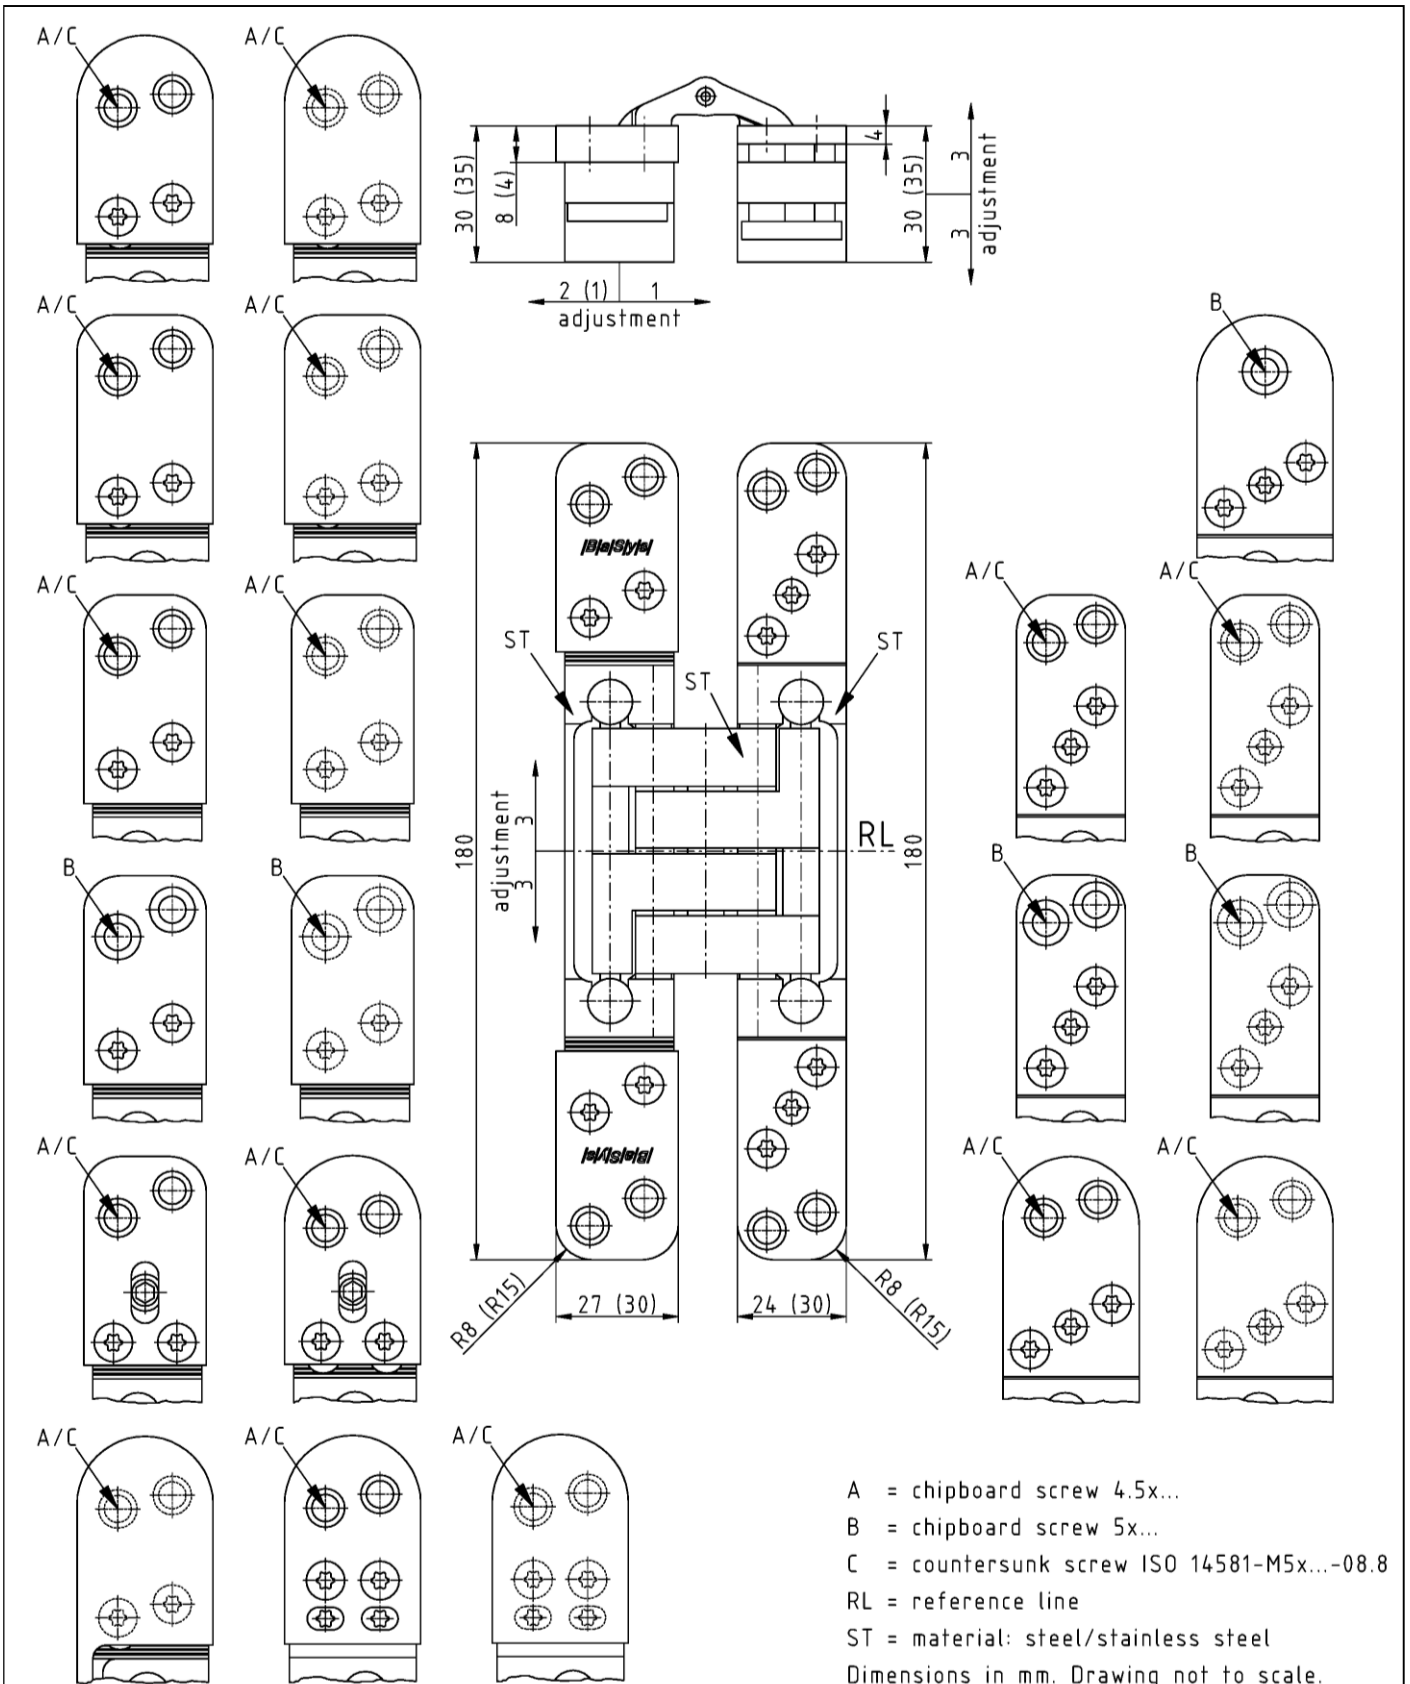 A/C
A/C
30 (35)
8 (4)
4
30 (35)
3
3
adjustment
2 (1)
1
adjustment
A/C
A/C
B
180
180
|B|a|S|y|s|
A/C
A/C
ST
ST
ST
A/C
A/C
adjustment
3
3
RL
B
B
B
B
A/C
A/C
|B|a|S|y|s|
A/C
A/C
R8 (R15)
27 (30)
24 (30)
R8 (R15)
A/C
A/C
A/C
A = chipboard screw 4.5x...
B = chipboard screw 5x...
C = countersunk screw ISO 14581-M5x...-08.8
RL = reference line
ST = material: steel/stainless steel
Dimensions in mm. Drawing not to scale.